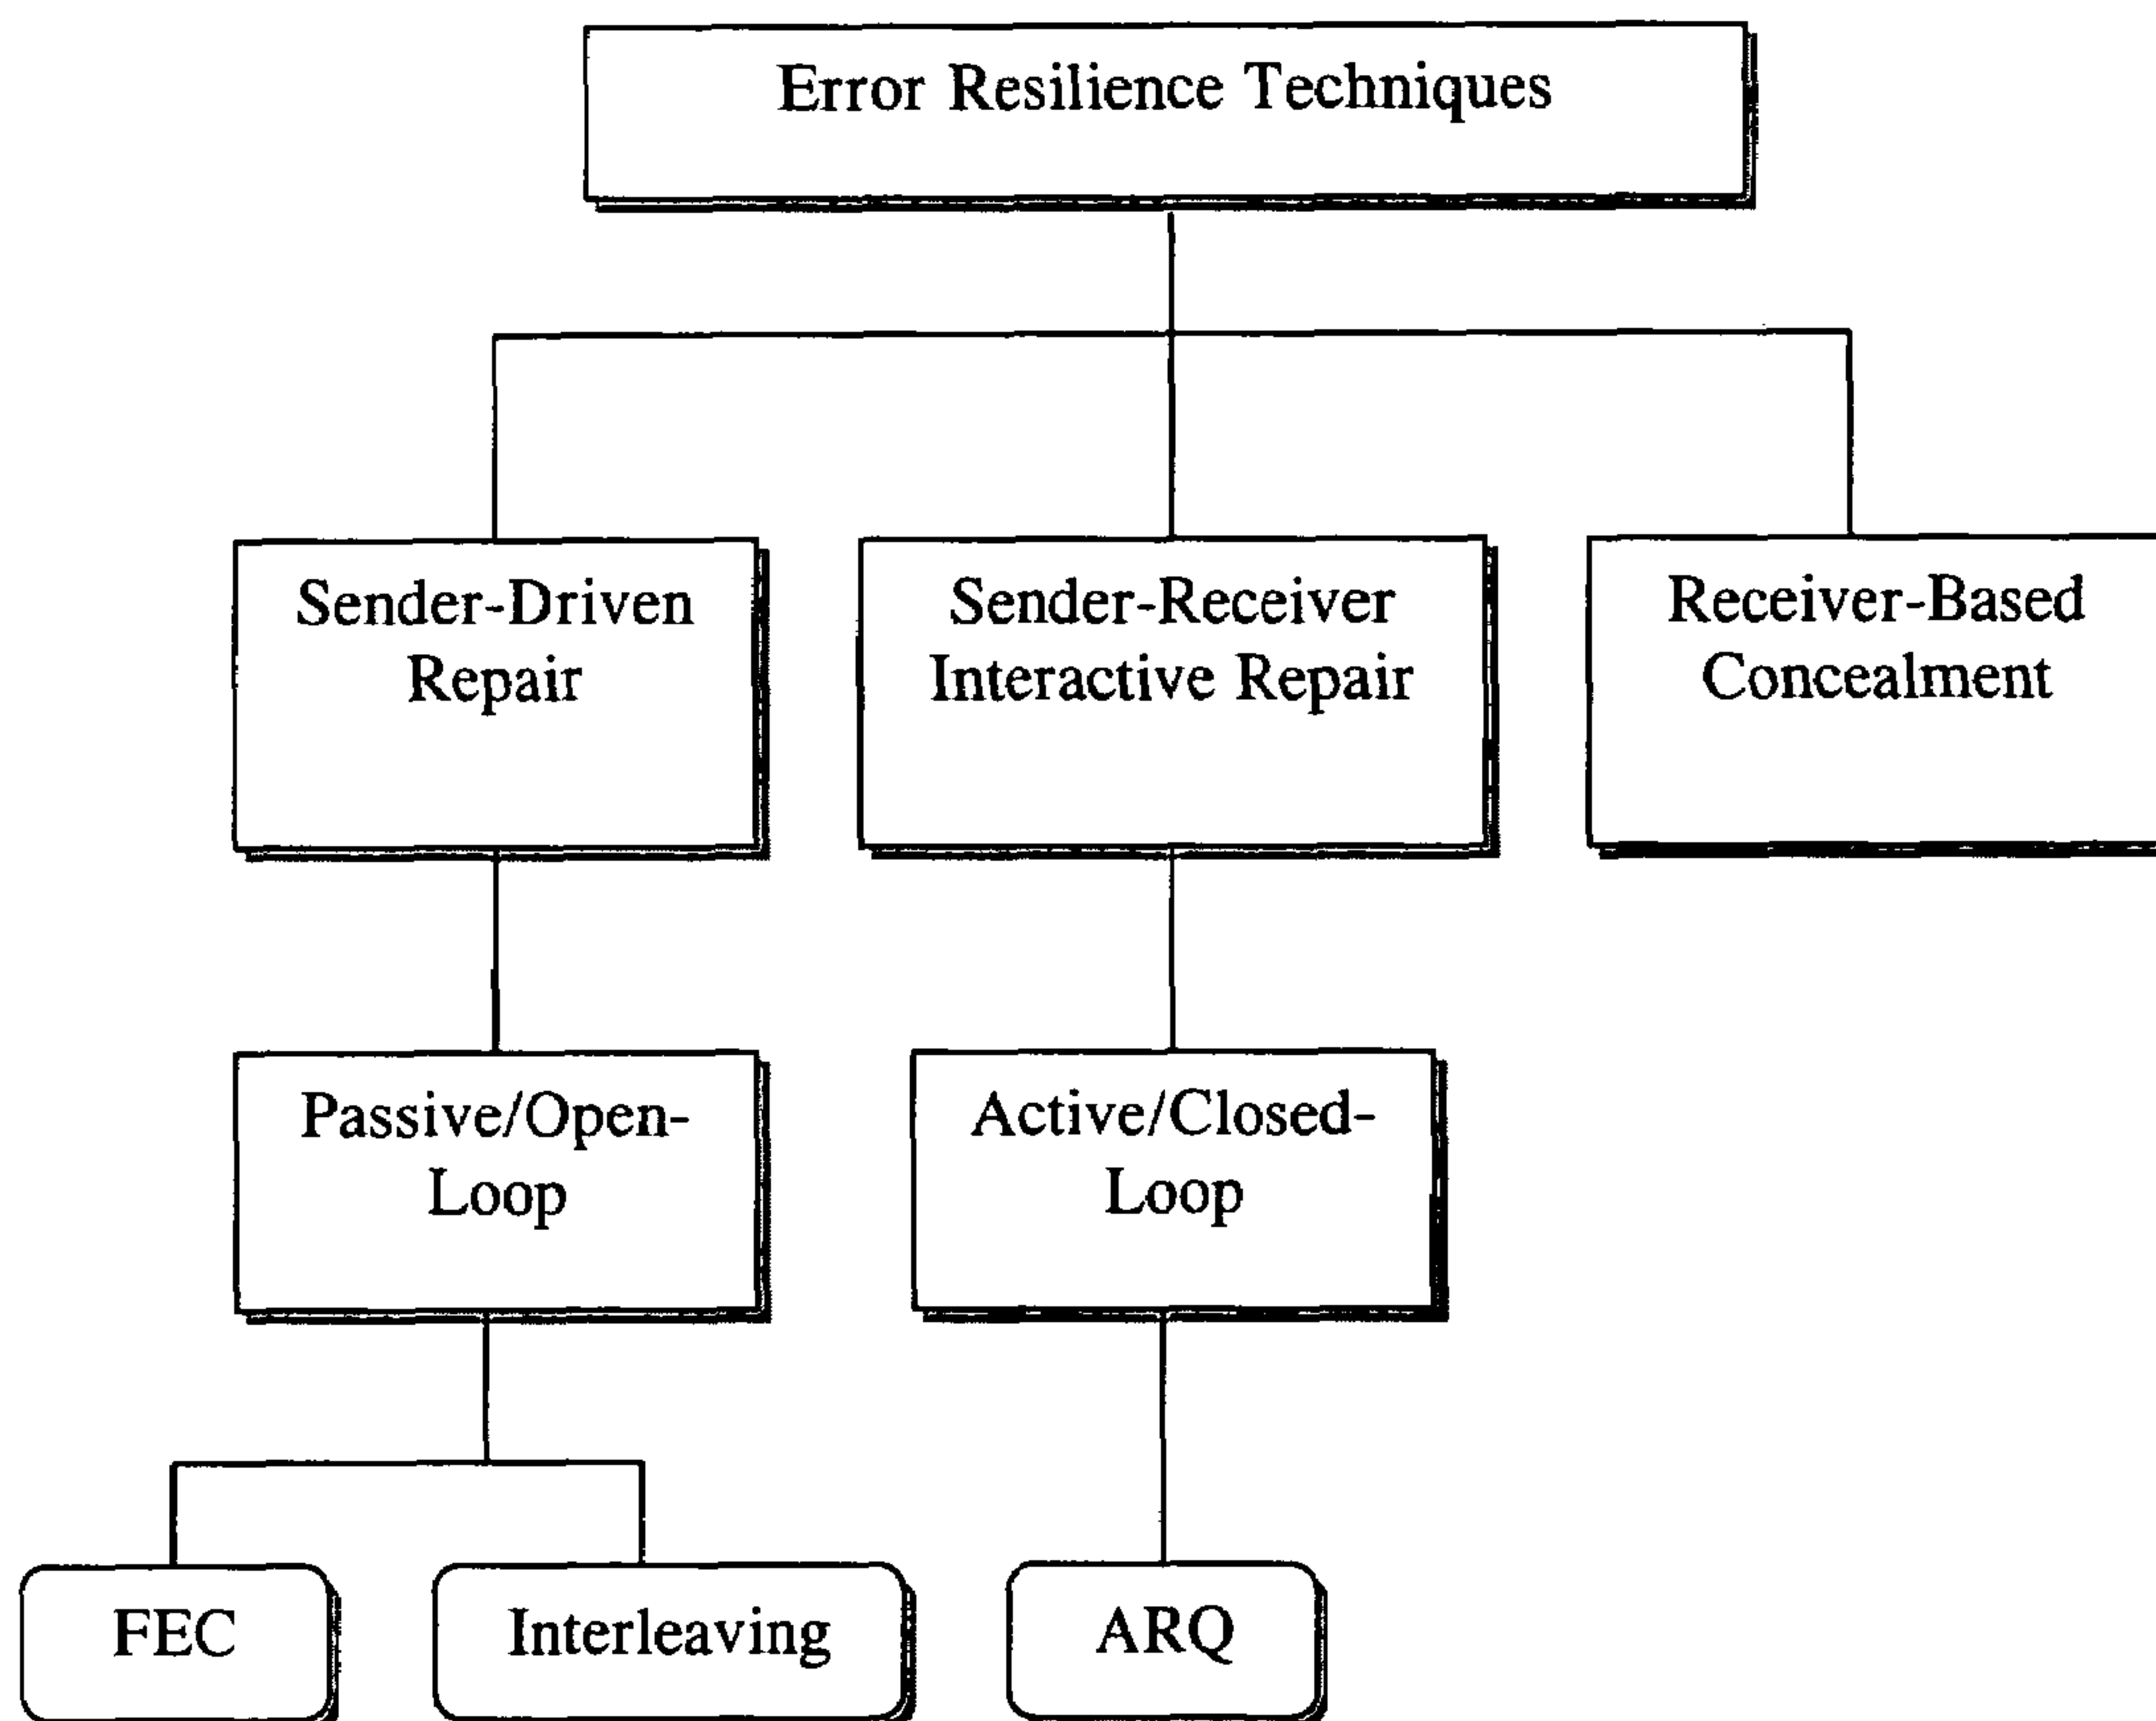 Error Resilience Techniques
Sender-Driven
Repair
Sender-Receiver
Interactive Repair
Receiver-Based
Concealment
Passive/Open-
Loop
Active/Closed-
Loop
FEC
Interleaving
ARQ